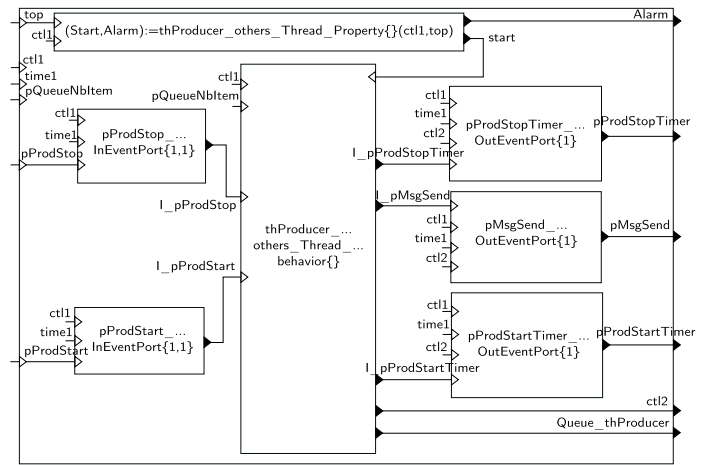 top
Alarm
(Start,Alarm):=thProducer_others_Thread_Property{}(ctl1,top)
ctl1
start
ctl1
time1
pQueueNbItem
ctl1
pQueueNbItem
ctl1
time1
pProdStop
pProdStop_...
InEventPort{1,1}
I_pProdStop
ctl1
time1
ctl2
I_pProdStopTimer
pProdStopTimer_...
OutEventPort{1}
pProdStopTimer
thProducer_...
others_Thread_...
behavior{}
I_pMsgSend
ctl1
time1
ctl2
pMsgSend_...
OutEventPort{1}
pMsgSend
I_pProdStart
ctl1
time1
pProdStart
pProdStart_...
InEventPort{1,1}
ctl1
time1
ctl2
I_pProdStartTimer
pProdStartTimer_...
OutEventPort{1}
pProdStartTimer
ctl2
Queue_thProducer